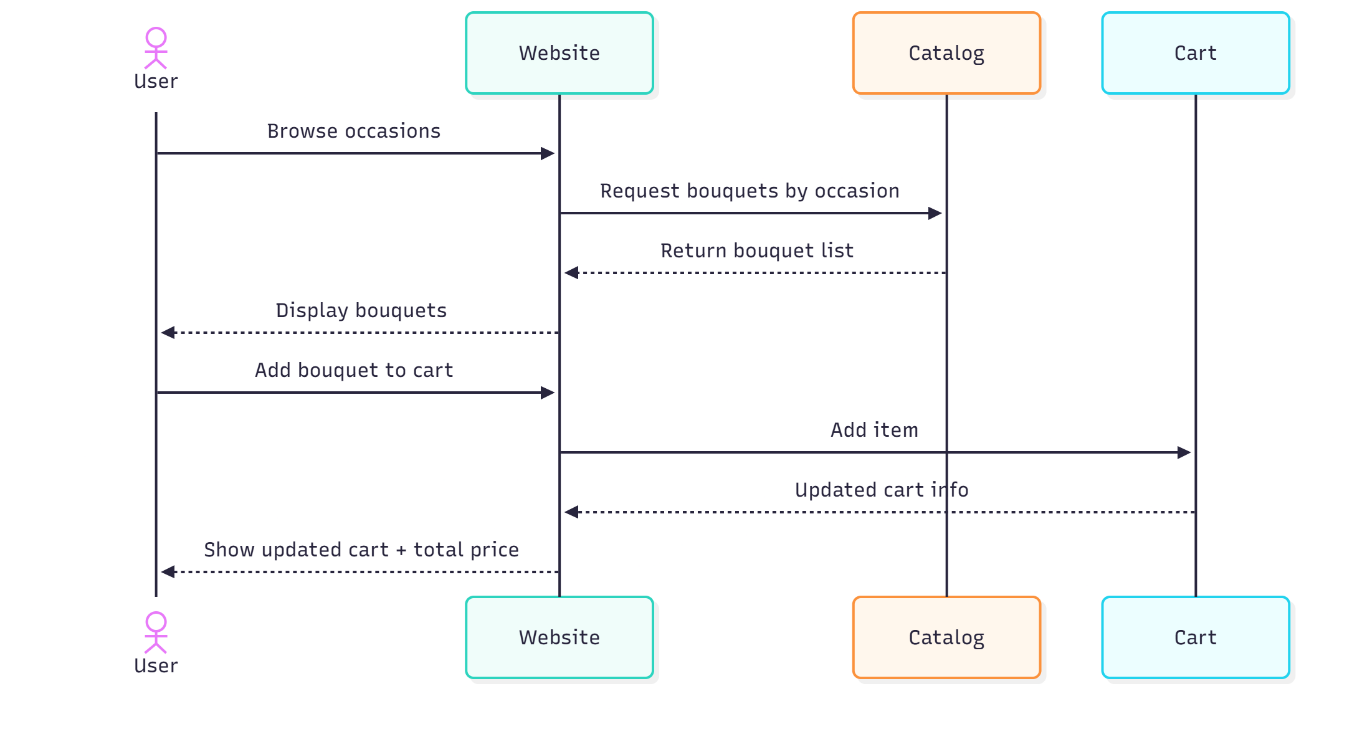 User
Website
Catalog
Cart
Browse occasions
Request bouquets by occasion
Return bouquet list
Display bouquets
Add bouquet to cart
Add item
Updated cart info
Show updated cart + total price
User
Website
Catalog
Cart